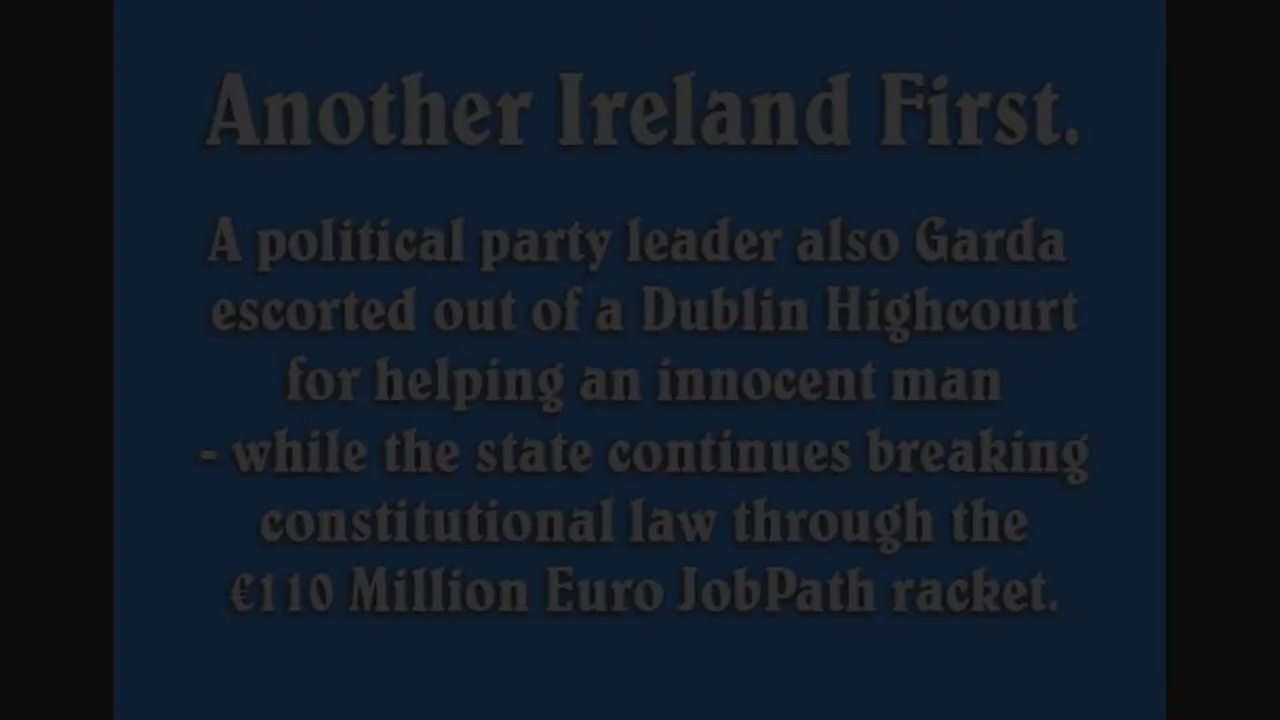 Another Ireland First.
A political party leader also Garda
escorted out of a Dublin Highcourt
for helping an innocent man
- while the state continues breaking
constitutional law through the
€110 Million Euro JobPath racket.